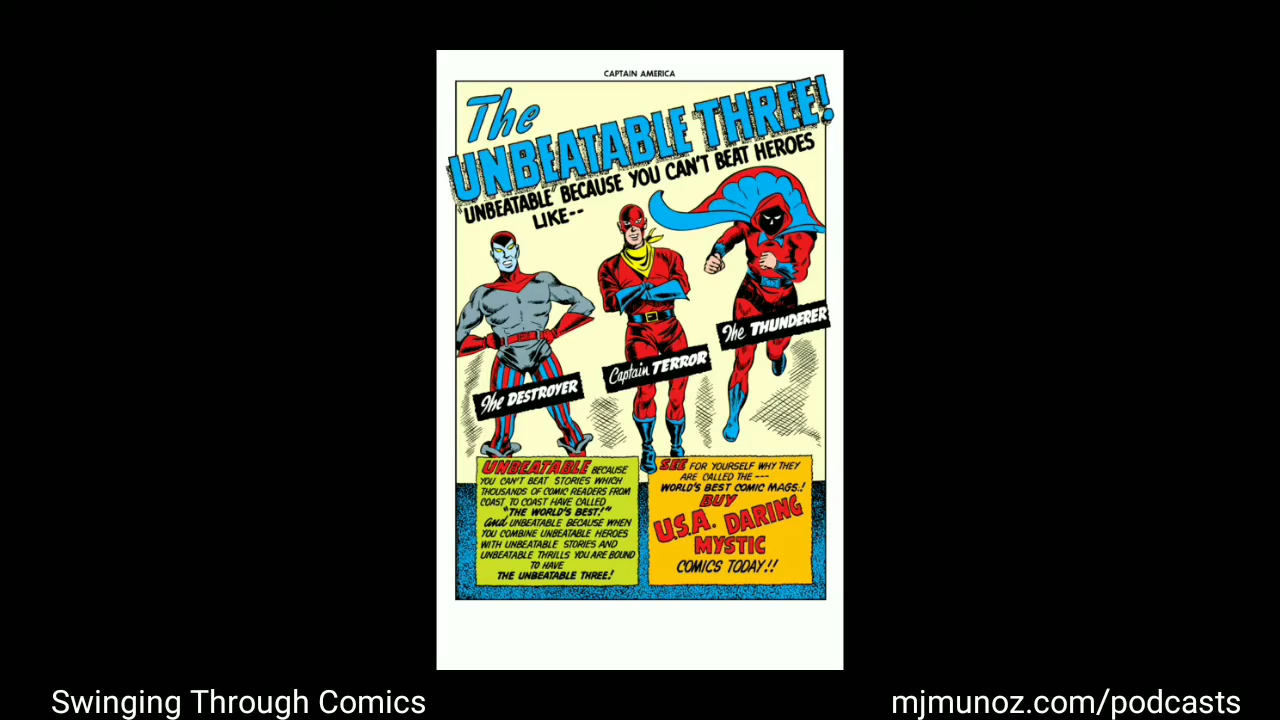 CAPTAIN AMERICA
The
UNBEATABLE THREE!
"UNBEATABLE" BECAUSE YOU CAN'T BEAT HEROES
LIKE--
The THUNDERER
Captain TERROR
The DESTROYER
UNBEATABLE BECAUSE
YOU CAN'T BEAT STORIES WHICH
THOUSANDS OF COMIC READERS FROM
COAST TO COAST HAVE CALLED
"THE WORLD'S BEST!"
and UNBEATABLE BECAUSE WHEN
YOU COMBINE UNBEATABLE HEROES
WITH UNBEATABLE STORIES AND
UNBEATABLE THRILLS YOU ARE BOUND
TO HAVE
THE UNBEATABLE THREE!
SEE FOR YOURSELF WHY THEY
ARE CALLED THE ---
WORLD'S BEST COMIC MAGS.!
BUY
U.S.A. DARING
MYSTIC
COMICS TODAY!!
Swinging Through Comics
mjmunoz.com/podcasts